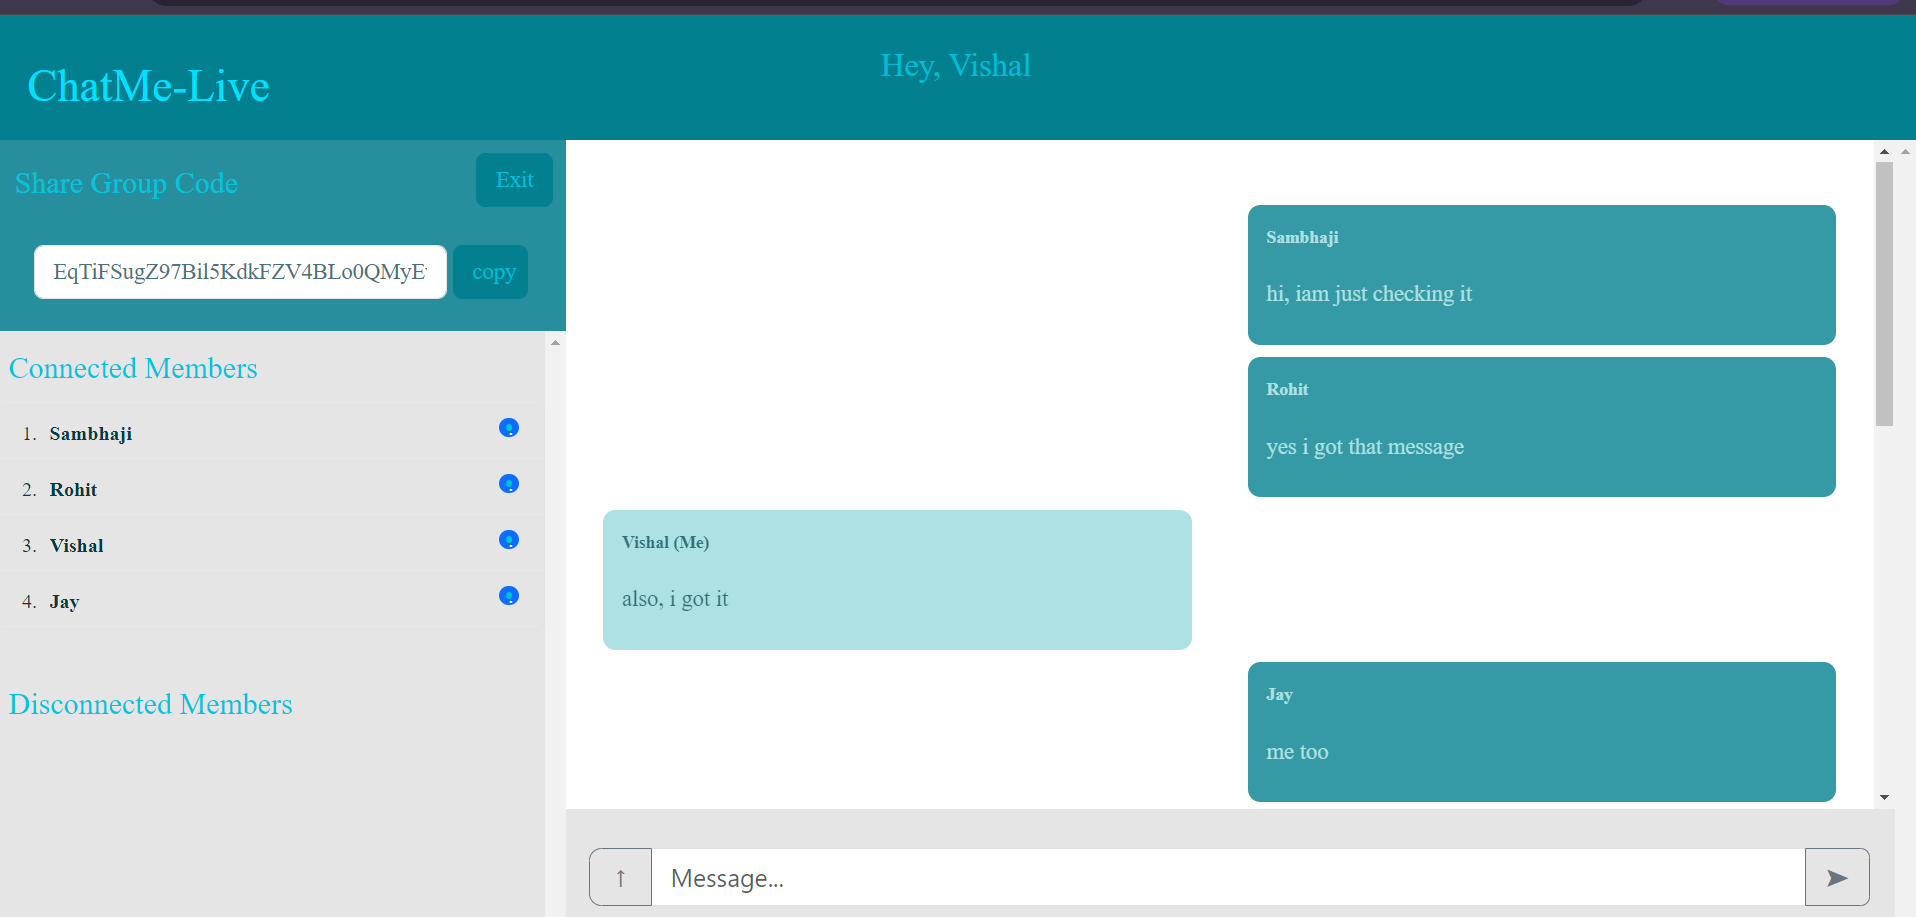 ChatMe-Live
Hey, Vishal
Share Group Code
Exit
copy
Connected Members
1. Sambhaji
2. Rohit
3. Vishal
4. Jay
Disconnected Members
Sambhaji
hi, iam just checking it
Rohit
yes i got that message
Vishal (Me)
also, i got it
Jay
me too
↑
Message...
➤